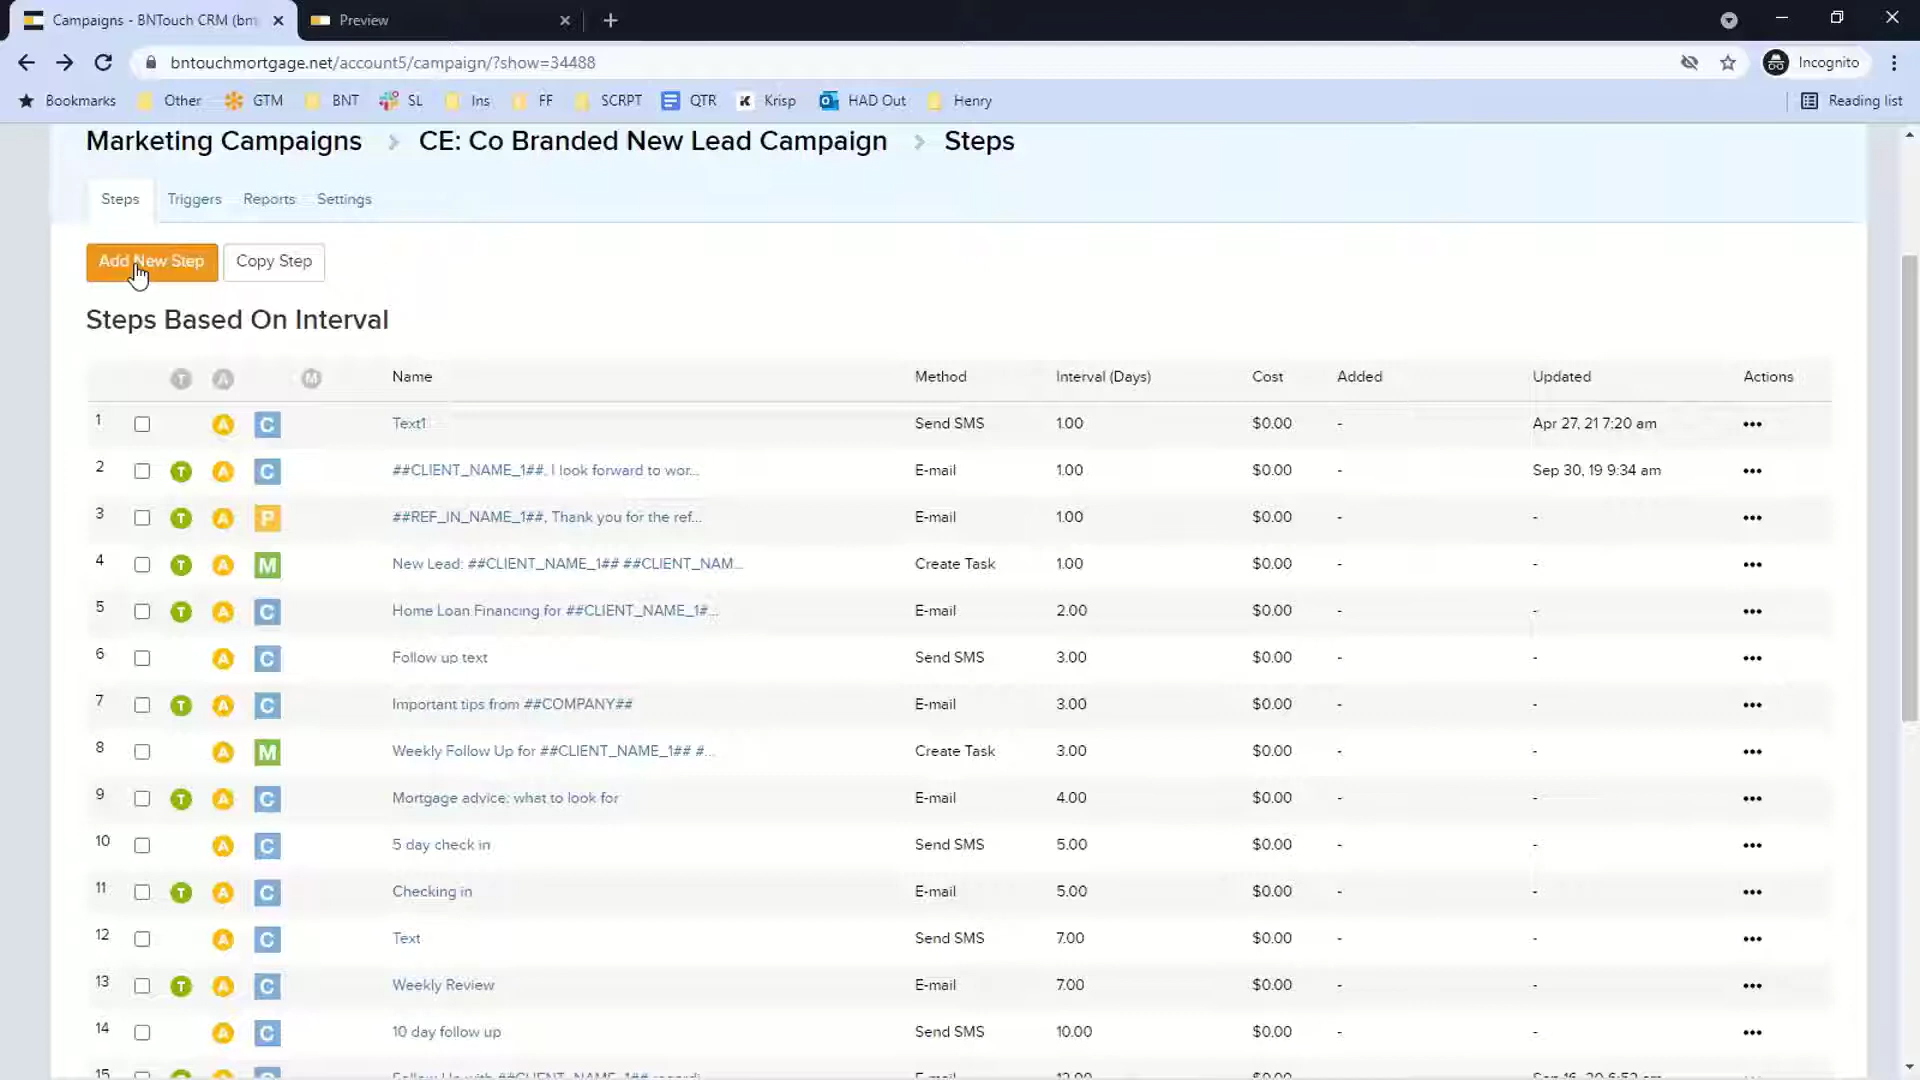 Campaigns - BNTouch CRM (bn
Preview
bntouchmortgage.net/account5/campaign/?show=34488
Incognito
Bookmarks Other GTM BNT SL Ins FF SCRPT QTR Krisp HAD Out Henry Reading list
Marketing Campaigns > CE: Co Branded New Lead Campaign > Steps
Steps Triggers Reports Settings
Add New Step Copy Step
Steps Based On Interval
T A M Name Method Interval (Days) Cost Added Updated Actions
1 A C Text1 Send SMS 1.00 $0.00 - Apr 27, 21 7:20 am •••
2 T A C ##CLIENT_NAME_1##, I look forward to wor... E-mail 1.00 $0.00 - Sep 30, 19 9:34 am •••
3 T A P ##REF_IN_NAME_1##, Thank you for the ref... E-mail 1.00 $0.00 - - •••
4 T A M New Lead: ##CLIENT_NAME_1## ##CLIENT_NAM... Create Task 1.00 $0.00 - - •••
5 T A C Home Loan Financing for ##CLIENT_NAME_1#... E-mail 2.00 $0.00 - - •••
6 A C Follow up text Send SMS 3.00 $0.00 - - •••
7 T A C Important tips from ##COMPANY## E-mail 3.00 $0.00 - - •••
8 A M Weekly Follow Up for ##CLIENT_NAME_1## #... Create Task 3.00 $0.00 - - •••
9 T A C Mortgage advice: what to look for E-mail 4.00 $0.00 - - •••
10 A C 5 day check in Send SMS 5.00 $0.00 - - •••
11 T A C Checking in E-mail 5.00 $0.00 - - •••
12 A C Text Send SMS 7.00 $0.00 - - •••
13 T A C Weekly Review E-mail 7.00 $0.00 - - •••
14 A C 10 day follow up Send SMS 10.00 $0.00 - - •••
15 Follow Up with ##CLIENT_NAME_1## regardi E-mail $0.00